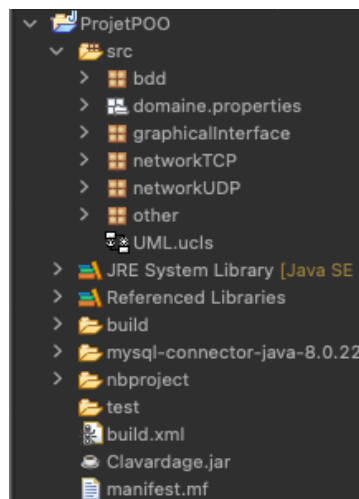 ProjetPOO
src
bdd
domaine.properties
graphicalInterface
networkTCP
networkUDP
other
UML.ucls
JRE System Library [Java SE
Referenced Libraries
build
mysql-connector-java-8.0.22
nbproject
test
build.xml
Clavardage.jar
manifest.mf